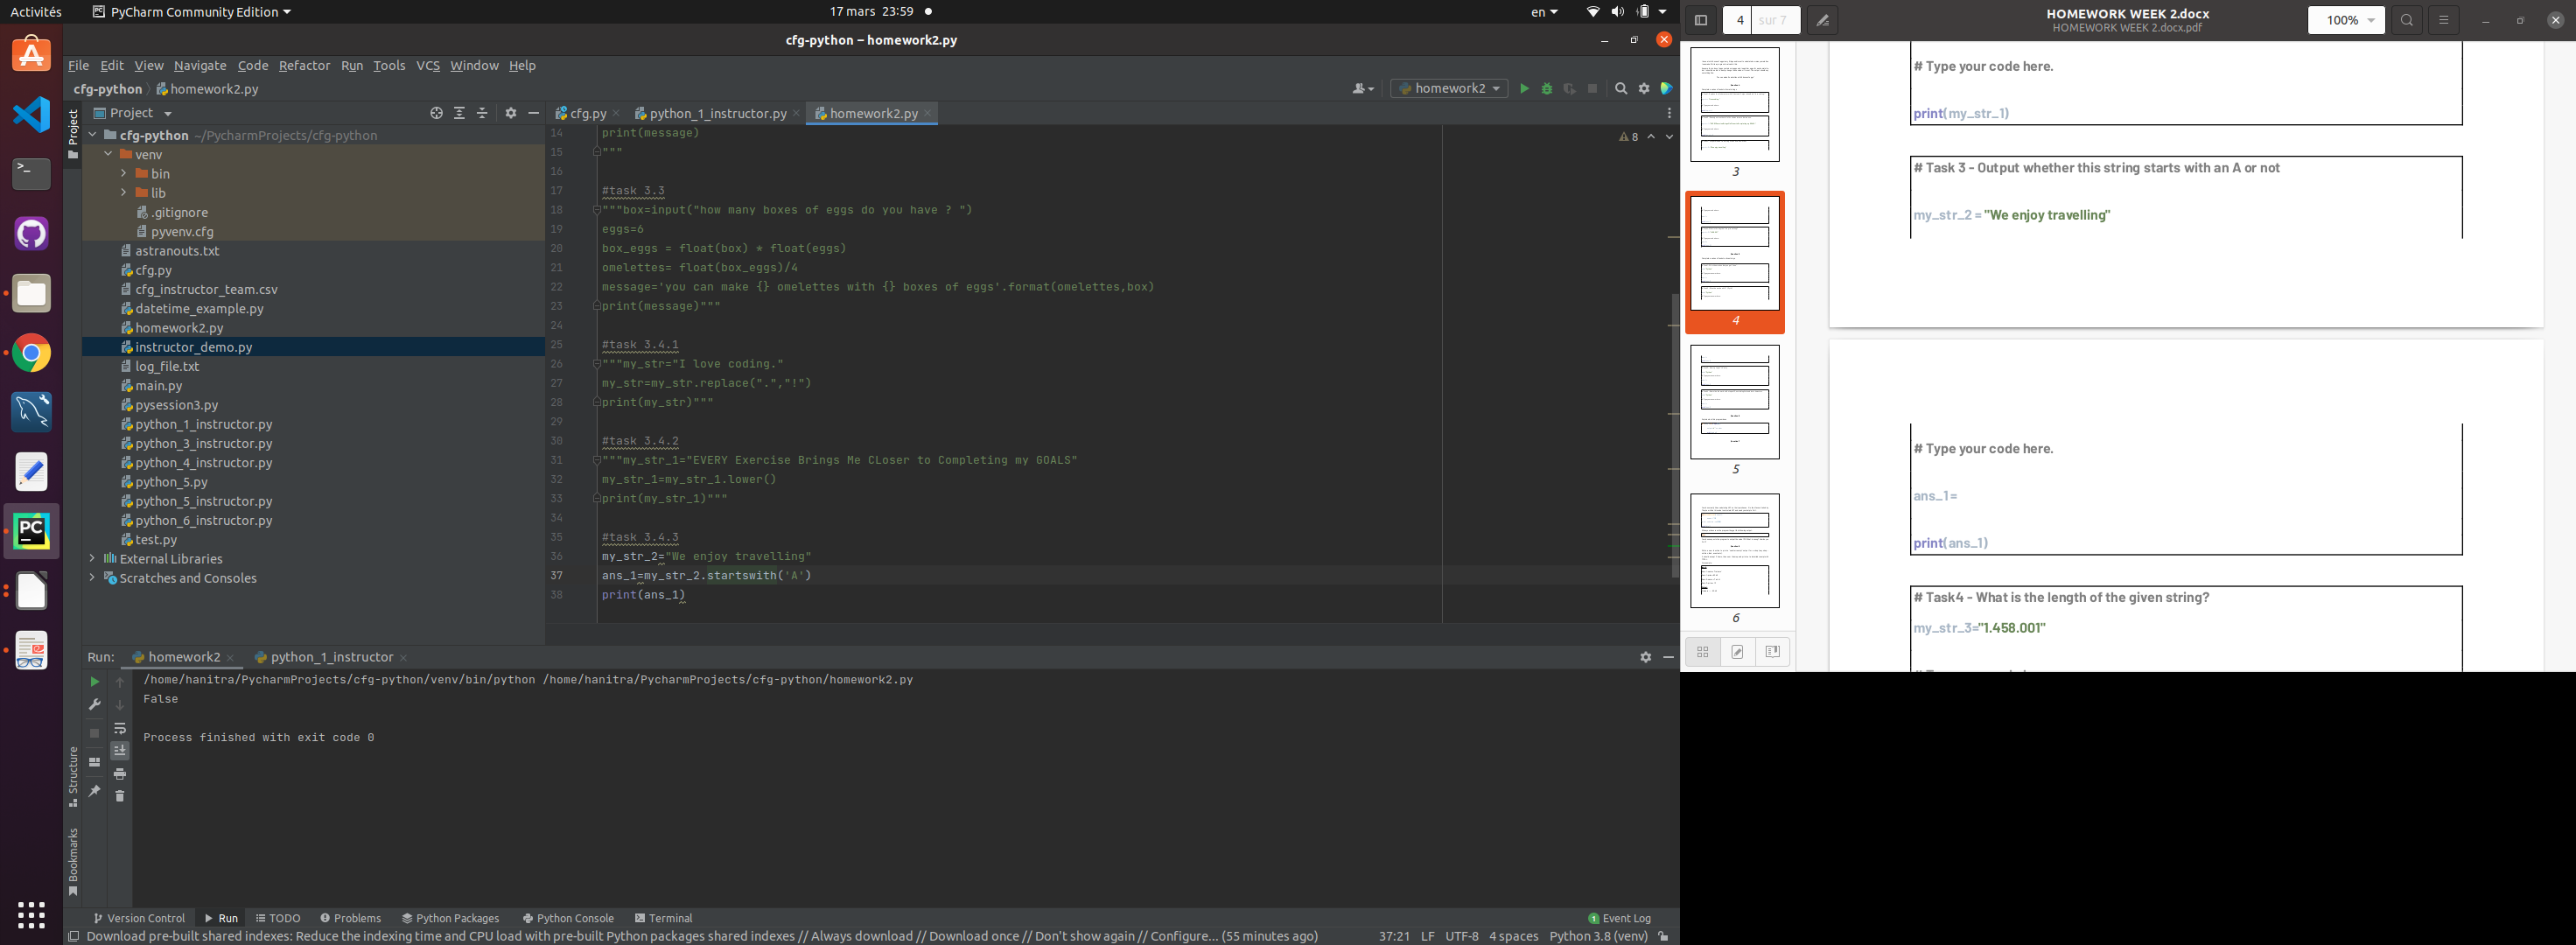 Activités
PyCharm Community Edition
17 mars 23:59
en
cfg-python – homework2.py
File Edit View Navigate Code Refactor Run Tools VCS Window Help
cfg-python homework2.py
homework2
Project
cfg.py
python_1_instructor.py
homework2.py
Project
cfg-python ~/PycharmProjects/cfg-python
venv
bin
lib
.gitignore
pyvenv.cfg
astranouts.txt
cfg.py
cfg_instructor_team.csv
datetime_example.py
homework2.py
instructor_demo.py
log_file.txt
main.py
pysession3.py
python_1_instructor.py
python_3_instructor.py
python_4_instructor.py
python_5.py
python_5_instructor.py
python_6_instructor.py
test.py
External Libraries
Scratches and Consoles
8
14 print(message)
15 """
16
17 #task 3.3
18 """box=input("how many boxes of eggs do you have ? ")
19 eggs=6
20 box_eggs = float(box) * float(eggs)
21 omelettes= float(box_eggs)/4
22 message='you can make {} omelettes with {} boxes of eggs'.format(omelettes,box)
23 print(message)"""
24
25 #task 3.4.1
26 """my_str="I love coding."
27 my_str=my_str.replace(".","!")
28 print(my_str)"""
29
30 #task 3.4.2
31 """my_str_1="EVERY Exercise Brings Me CLoser to Completing my GOALS"
32 my_str_1=my_str_1.lower()
33 print(my_str_1)"""
34
35 #task 3.4.3
36 my_str_2="We enjoy travelling"
37 ans_1=my_str_2.startswith('A')
38 print(ans_1)
Run:
homework2
python_1_instructor
/home/hanitra/PycharmProjects/cfg-python/venv/bin/python /home/hanitra/PycharmProjects/cfg-python/homework2.py
False
Process finished with exit code 0
Structure
Bookmarks
Version Control
Run
TODO
Problems
Python Packages
Python Console
Terminal
1 Event Log
Download pre-built shared indexes: Reduce the indexing time and CPU load with pre-built Python packages shared indexes // Always download // Download once // Don't show again // Configure... (55 minutes ago)
37:21 LF UTF-8 4 spaces Python 3.8 (venv)
4 sur 7
HOMEWORK WEEK 2.docx
HOMEWORK WEEK 2.docx.pdf
100%
3
4
5
6
# Type your code here.
print(my_str_1)
# Task 3 - Output whether this string starts with an A or not
my_str_2 = "We enjoy travelling"
# Type your code here.
ans_1 =
print(ans_1)
# Task4 - What is the length of the given string?
my_str_3="1.458.001"